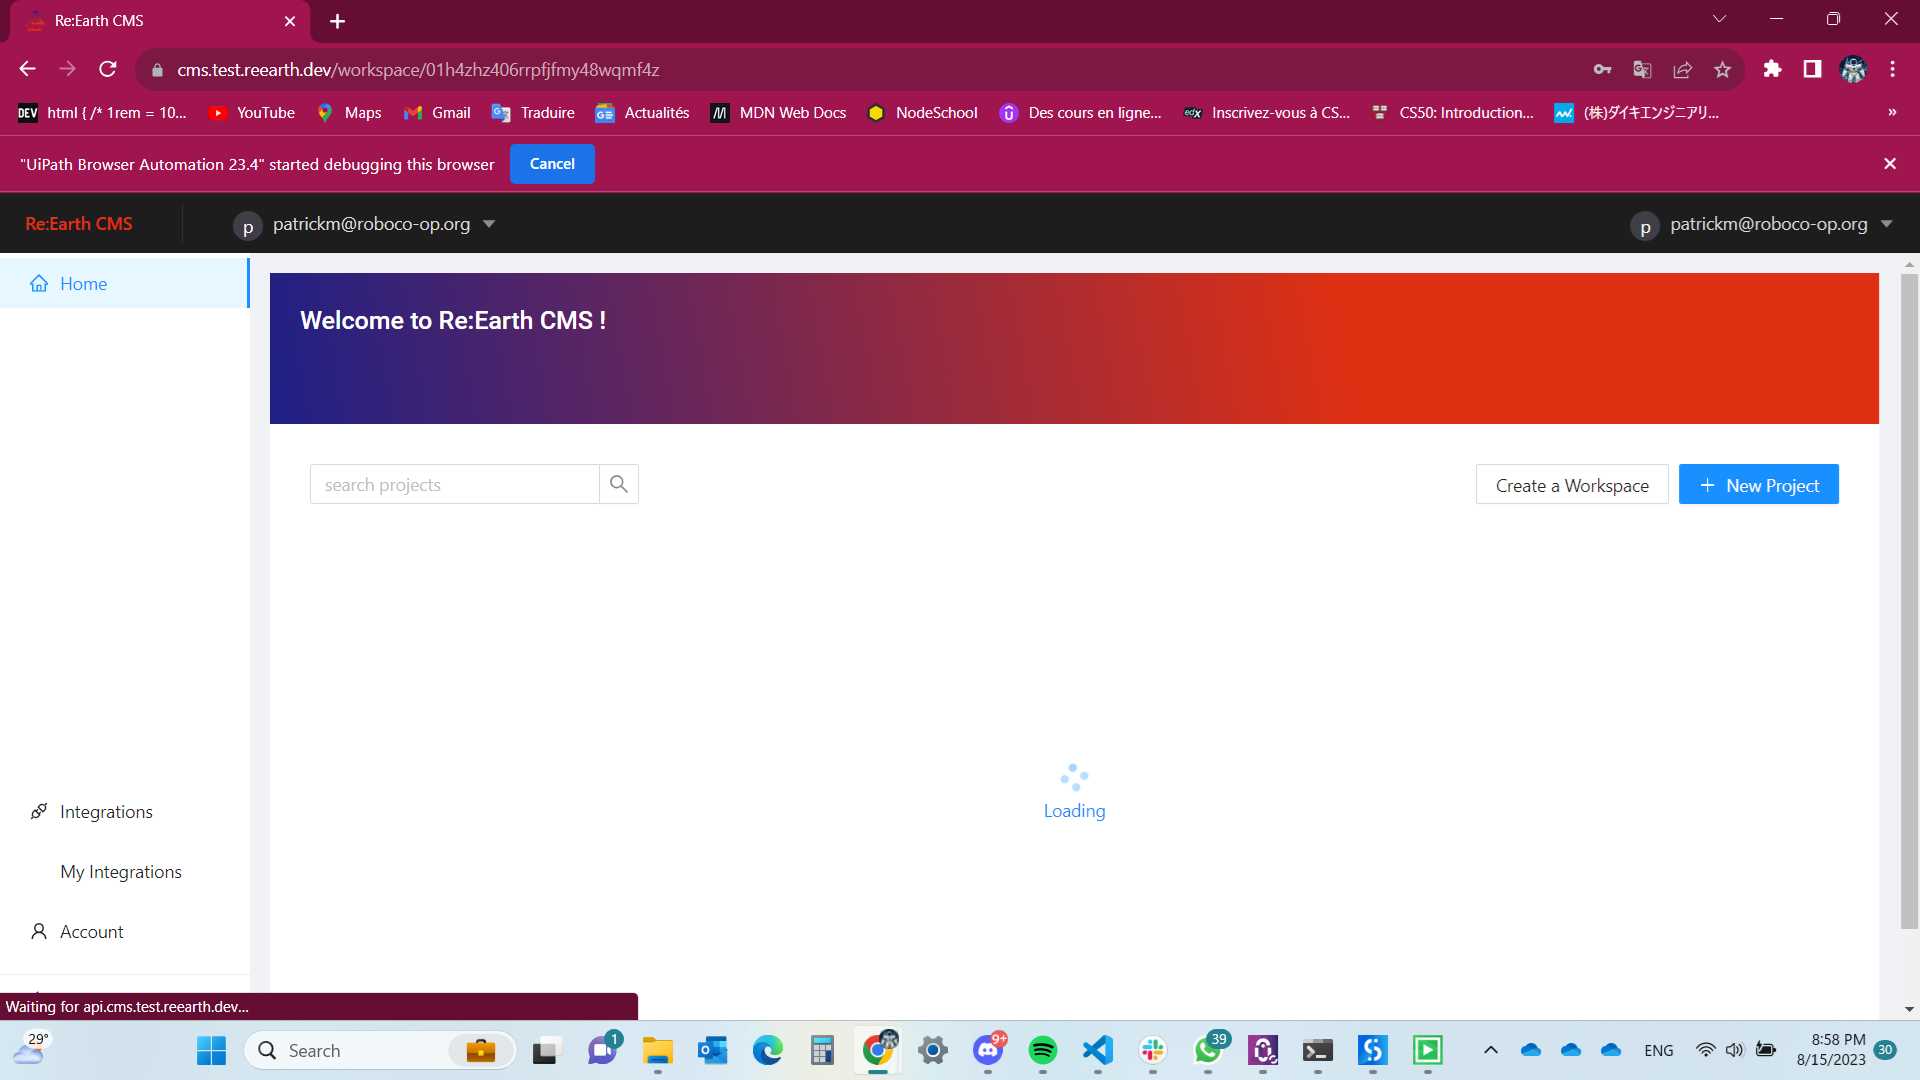 Re:Earth CMS
cms.test.reearth.dev/workspace/01h4zhz406rrpfjfmy48wqmf4z
DEV html { /* 1rem = 10... YouTube Maps Gmail Traduire Actualités MDN Web Docs NodeSchool Des cours en ligne... edX Inscrivez-vous à CS... CS50: Introduction... (株)ダイキエンジニアリ... »
"UiPath Browser Automation 23.4" started debugging this browser Cancel
Re:Earth CMS p patrickm@roboco-op.org p patrickm@roboco-op.org
Home
Welcome to Re:Earth CMS !
search projects Create a Workspace + New Project
Loading
Integrations
My Integrations
Account
Waiting for api.cms.test.reearth.dev...
29° Search 1 9+ 39 ENG 8:58 PM 30
8/15/2023